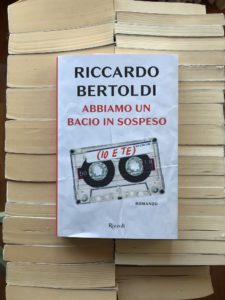 RICCARDO
BERTOLDI
ABBIAMO UN
BACIO IN SOSPESO
(IO E TE)
ROMANZO
Rizzoli